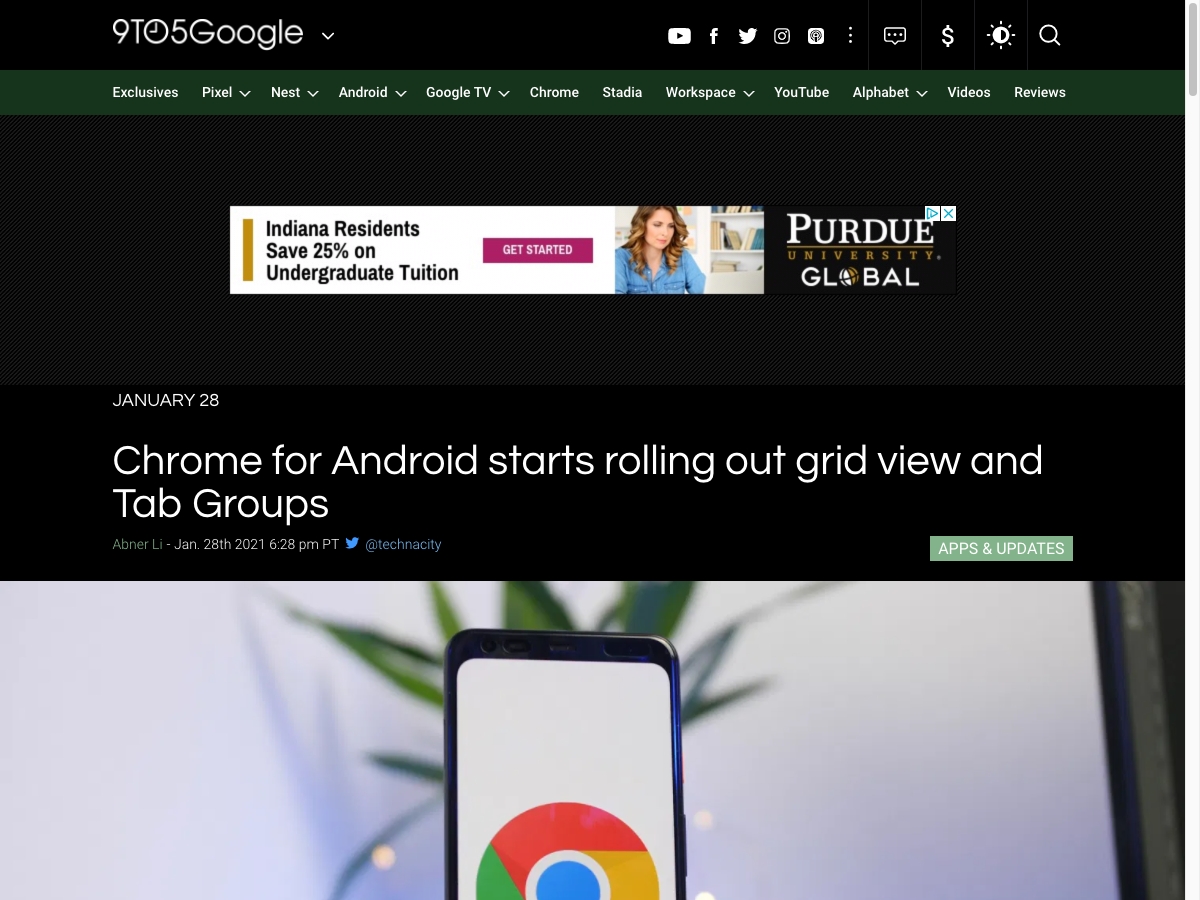 9TO5Google
Exclusives Pixel Nest Android Google TV Chrome Stadia Workspace YouTube Alphabet Videos Reviews
Indiana Residents
Save 25% on
Undergraduate Tuition
GET STARTED
PURDUE
UNIVERSITY®
GLOBAL
JANUARY 28
Chrome for Android starts rolling out grid view and
Tab Groups
Abner Li - Jan. 28th 2021 6:28 pm PT @technacity
APPS & UPDATES